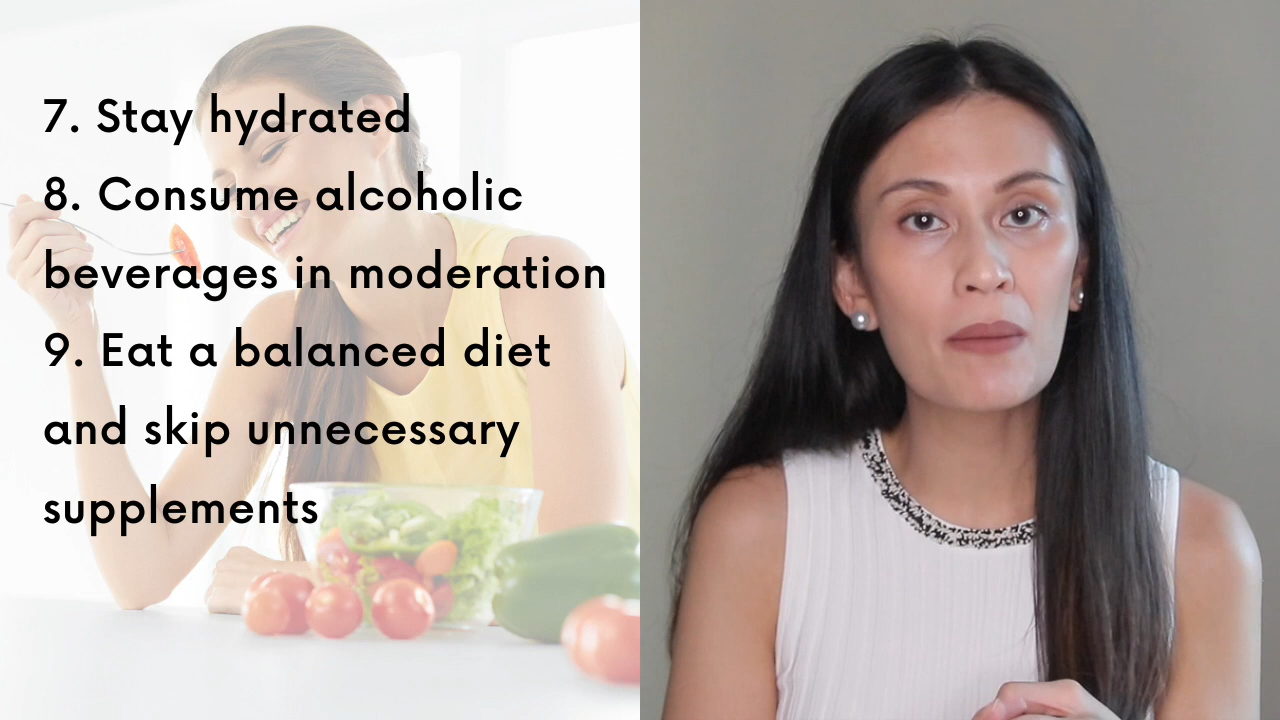 7. Stay hydrated
8. Consume alcoholic
beverages in moderation
9. Eat a balanced diet
and skip unnecessary
supplements